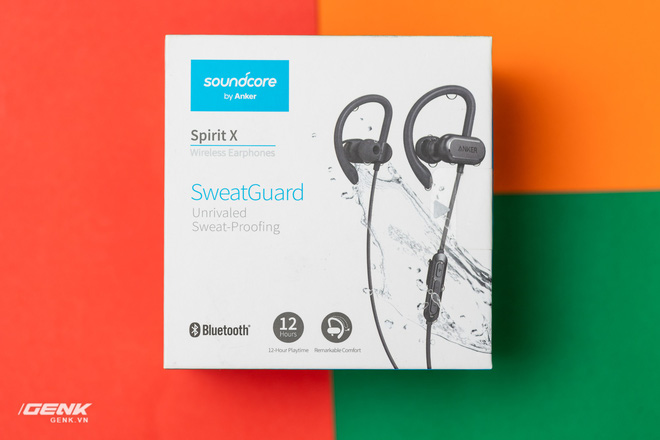 soundcore
by Anker
Spirit X
Wireless Earphones
SweatGuard
Unrivaled
Sweat-Proofing
ANKER
Bluetooth®
12
Hours
12-Hour Playtime
Remarkable Comfort
GENK
GENK.VN